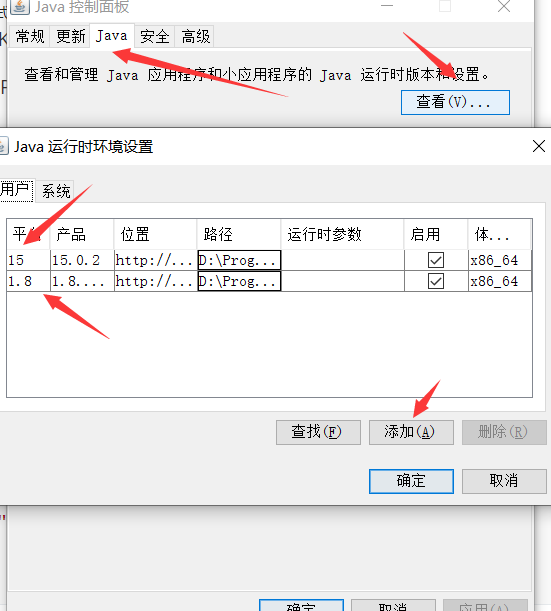 Java 控制面板
常规 更新 Java 安全 高级
查看和管理 Java 应用程序和小应用程序的 Java 运行时版本和设置。
查看(V)...
Java 运行时环境设置
用户 系统
平台 产品 位置 路径 运行时参数 启用 体...
15 15.0.2 http://... D:\Prog... x86_64
1.8 1.8.... http://... D:\Prog... x86_64
查找(F) 添加(A) 删除(R)
确定 取消
确定 取消 应用(A)